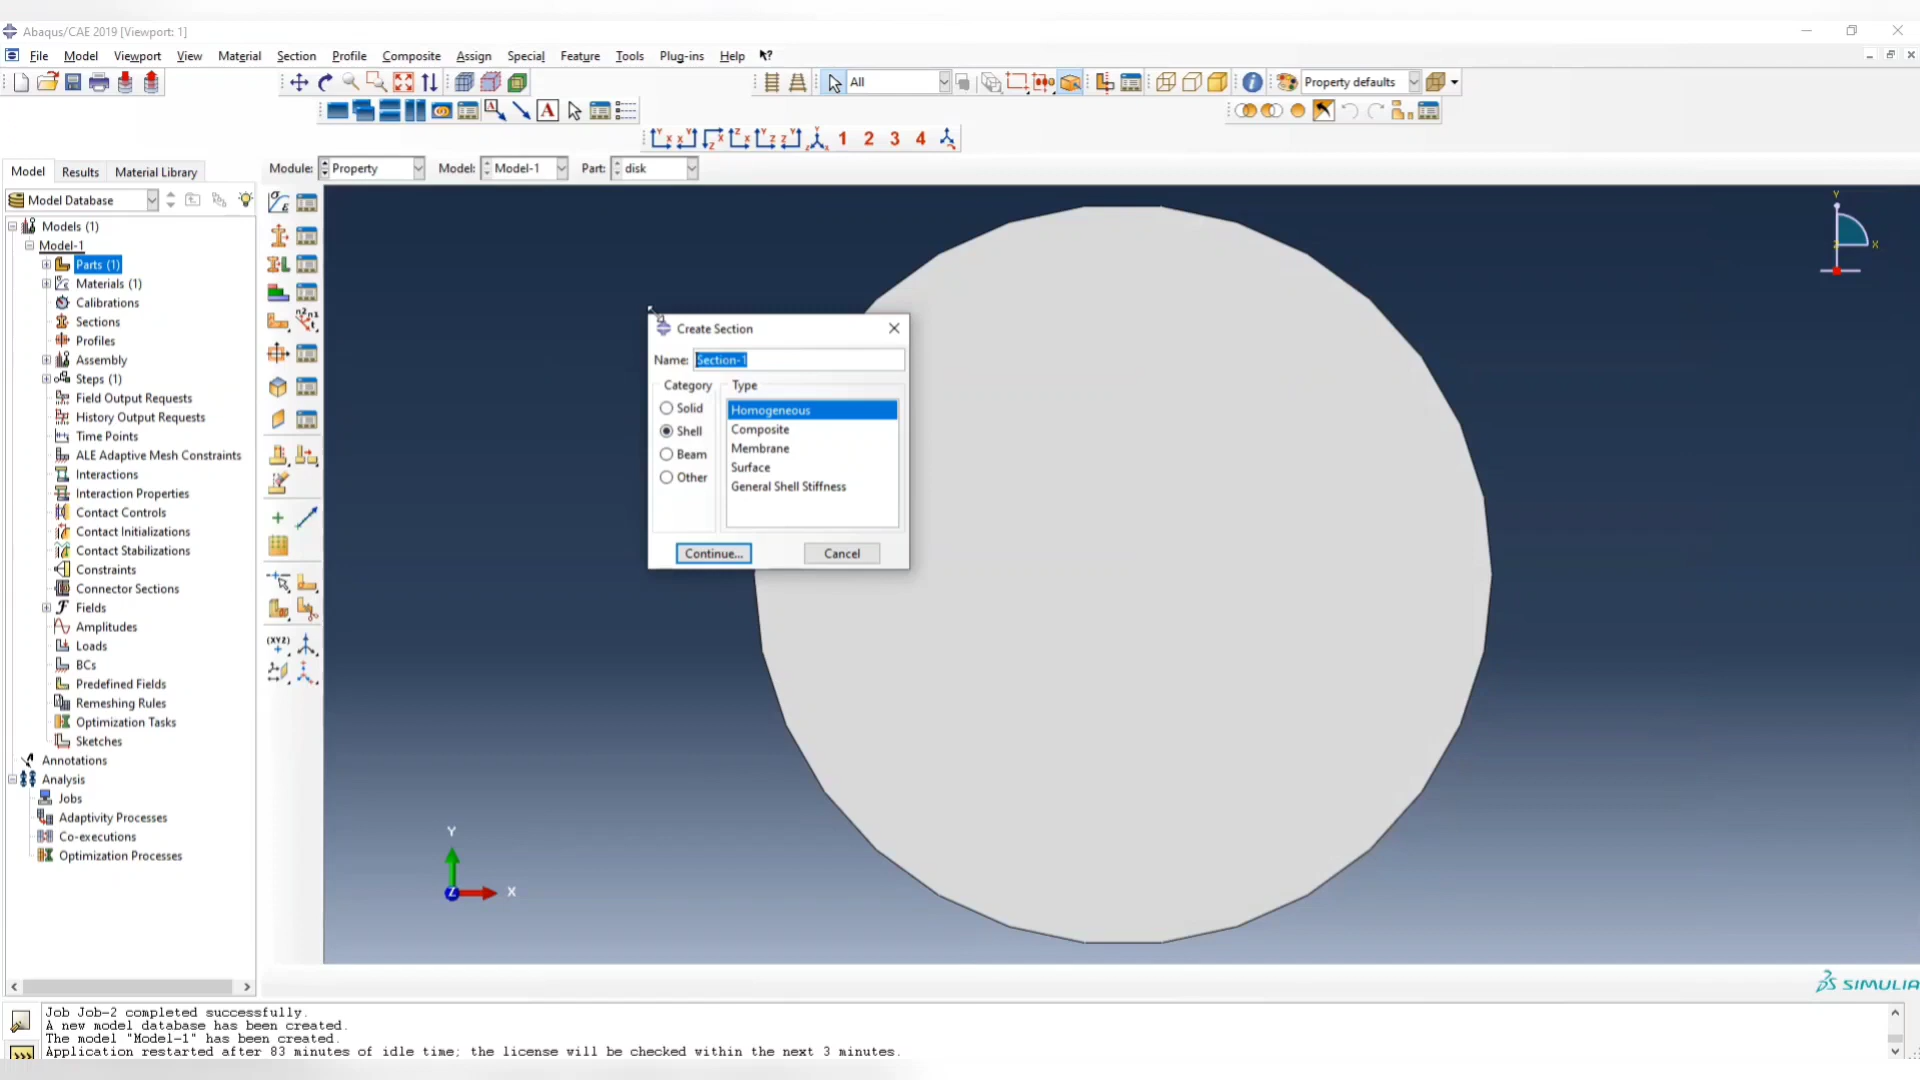 Abaqus/CAE 2019 [Viewport: 1]
File Model Viewport View Material Section Profile Composite Assign Special Feature Tools Plug-ins Help
All
Property defaults
A
A
1 2 3 4
Model Results Material Library
Module: Property Model: Model-1 Part: disk
Model Database
Models (1)
Model-1
Parts (1)
Materials (1)
Calibrations
Sections
Profiles
Assembly
Steps (1)
Field Output Requests
History Output Requests
Time Points
ALE Adaptive Mesh Constraints
Interactions
Interaction Properties
Contact Controls
Contact Initializations
Contact Stabilizations
Constraints
Connector Sections
Fields
Amplitudes
Loads
BCs
Predefined Fields
Remeshing Rules
Optimization Tasks
Sketches
Annotations
Analysis
Jobs
Adaptivity Processes
Co-executions
Optimization Processes
(XYZ)
Create Section
Name: Section-1
Category Type
Solid
Shell
Beam
Other
Homogeneous
Composite
Membrane
Surface
General Shell Stiffness
Continue... Cancel
Y
X
Y
Z
X
SIMULIA
Job Job-2 completed successfully.
A new model database has been created.
The model "Model-1" has been created.
Application restarted after 83 minutes of idle time; the license will be checked within the next 3 minutes.